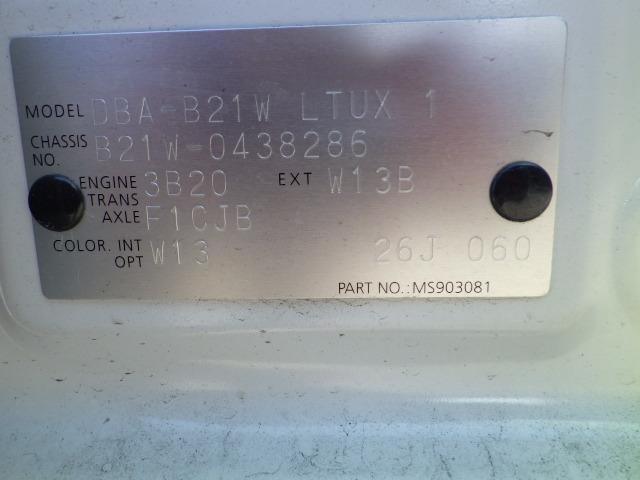 MODEL DBA-B21W LTUX 1
CHASSIS NO. B21W-0438286
ENGINE 3B20 EXT W13B
TRANS AXLE F1CJB
COLOR. INT OPT W13 26J 060
PART NO.:MS903081